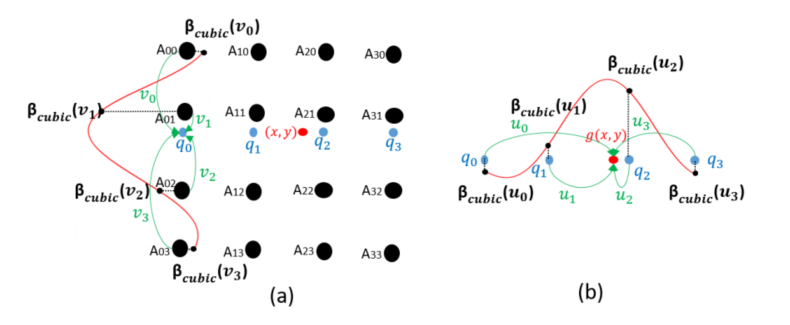 β_cubic(v_0)
A00 A10 A20 A30
v_0
β_cubic(v_1)
A01 A11 A21 A31
v_1 (x, y)
q_0 q_1 q_2 q_3
v_2
A02 A12 A22 A32
β_cubic(v_2)
v_3
A03 A13 A23 A33
β_cubic(v_3)
(a)
β_cubic(u_2)
β_cubic(u_1)
u_0 u_3
g(x, y)
q_0 q_1 q_2 q_3
β_cubic(u_0) u_1 u_2 β_cubic(u_3)
(b)